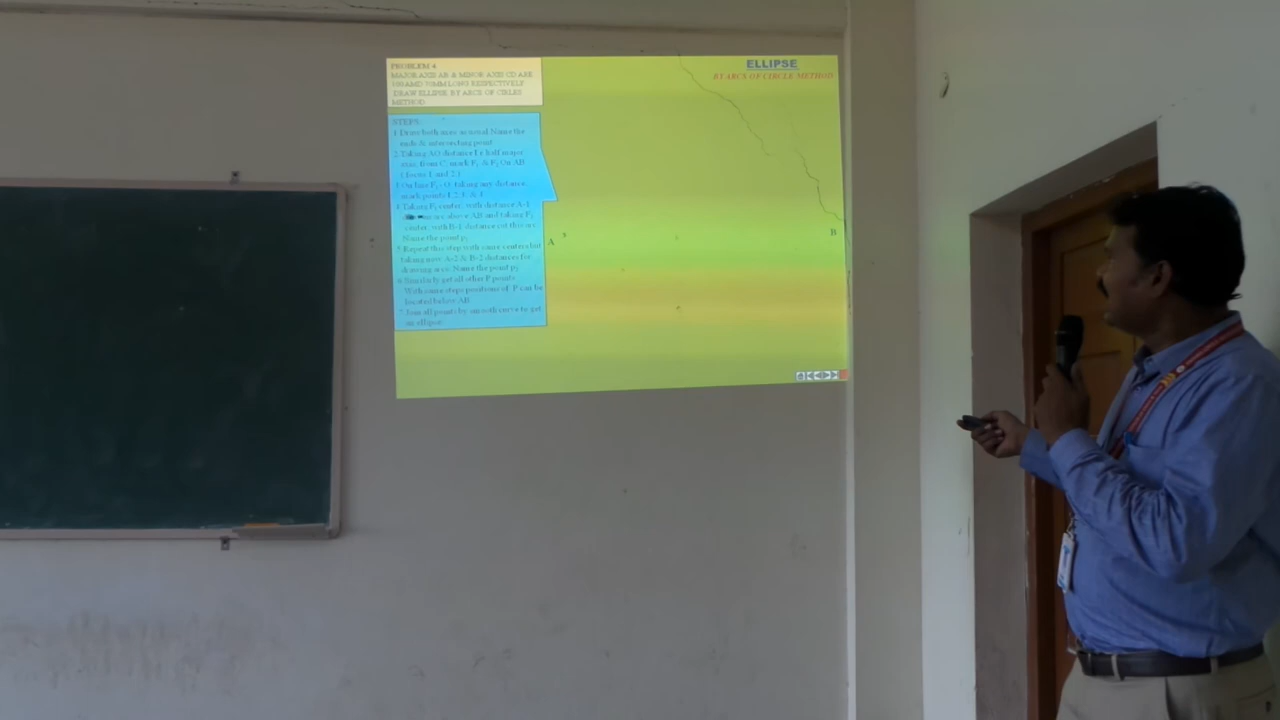 PROBLEM 4
MAJOR AXIS AB & MINOR AXIS CD ARE
100 AMD 70MM LONG RESPECTIVELY
DRAW ELLIPSE BY ARCS OF CIRLES
METHOD
ELLIPSE
BY ARCS OF CIRCLE METHOD
STEPS:
1 Draw both axes as usual Name the
ends & intersecting point
2 Taking AO distance I.e half major
axis, from C, mark F1 & F2 On AB
( focus 1 and 2.)
3 On line F1- O taking any distance,
mark points 1,2,3, & 4
4 Taking F1 center, with distance A-1
arc above AB and taking F2
center, with B-1 distance cut this arc.
Name the point p1
5 Repeat this step with same centers but
taking now A-2 & B-2 distances for
drawing arcs. Name the point p2
6 Similarly get all other P points.
With same steps positions of P can be
located below AB.
7 Join all points by smooth curve to get
an ellipse
A
B